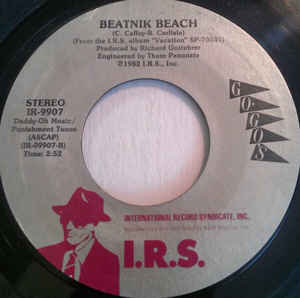 BEATNIK BEACH
(C. Caffey-B. Carlisle)
(From the I.R.S. album "Vacation" SP-70031)
Produced by Richard Gottehrer
Engineered by Thom Panunzio
℗1982 I.R.S., Inc.
STEREO
IR-9907
Daddy-Oh Music/
Punishment Tunes
(ASCAP)
(IR-09907-B)
Time: 2:52
GO-GO'S
INTERNATIONAL RECORD SYNDICATE, INC.
I.R.S.